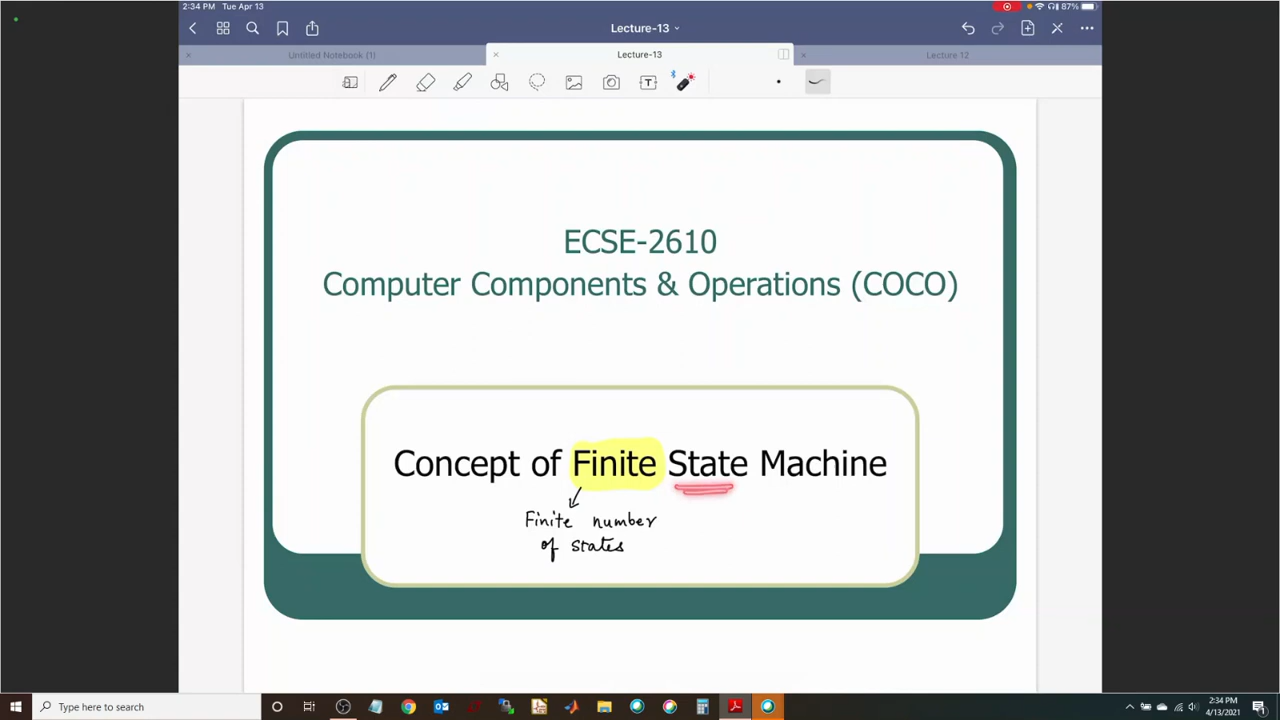 2:34 PM Tue Apr 13
87%
Lecture-13
Untitled Notebook (1)
Lecture-13
Lecture 12
T
ECSE-2610
Computer Components & Operations (COCO)
Concept of Finite State Machine
Finite number
of states
Type here to search
2:34 PM
4/13/2021
1